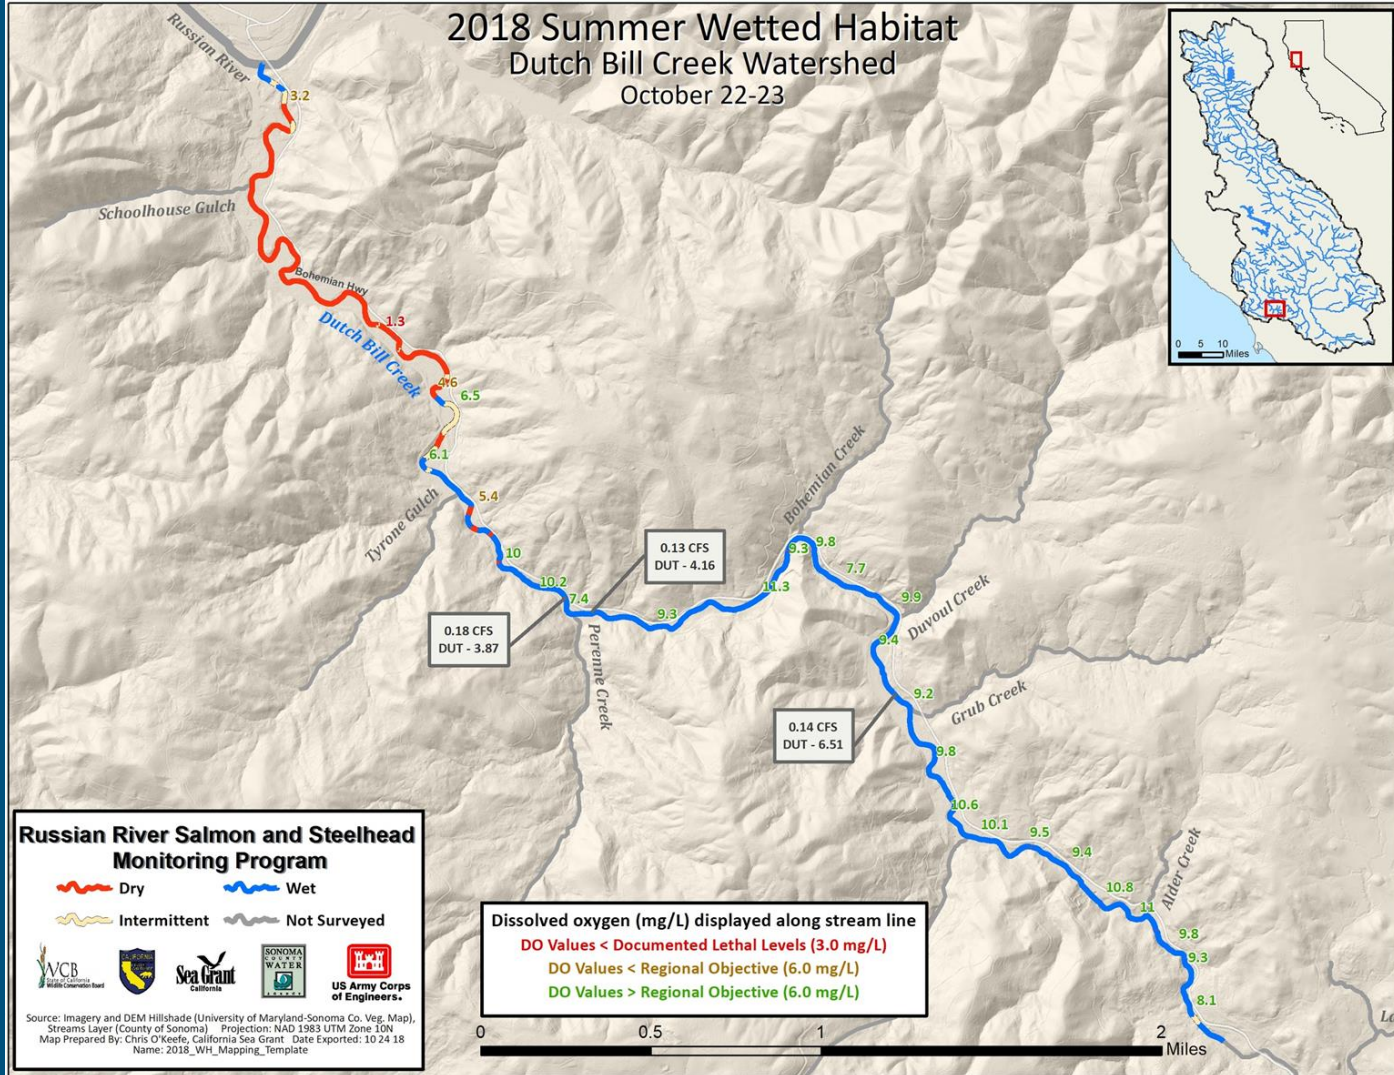 2018 Summer Wetted Habitat
Dutch Bill Creek Watershed
October 22-23
Russian River
3.2
Schoolhouse Gulch
Bohemian Hwy
1.3
Dutch Bill Creek
4.6
6.5
6.1
5.4
Tyrone Gulch
10
10.2
7.4
0.13 CFS
DUT - 4.16
0.18 CFS
DUT - 3.87
Perenne Creek
9.3
11.3
9.3
9.8
Bohemian Creek
7.7
9.9
Duvoul Creek
9.4
9.2
Grub Creek
0.14 CFS
DUT - 6.51
9.8
10.6
10.1
9.5
9.4
10.8
11
Alder Creek
9.8
9.3
8.1
0 5 10
Miles
Russian River Salmon and Steelhead
Monitoring Program
Dry
Wet
Intermittent
Not Surveyed
WCB
State of California
Wildlife Conservation Board
CALIFORNIA
Sea Grant
California
SONOMA
COUNTY
WATER
AGENCY
US Army Corps
of Engineers®
Source: Imagery and DEM Hillshade (University of Maryland-Sonoma Co. Veg. Map),
Streams Layer (County of Sonoma) Projection: NAD 1983 UTM Zone 10N
Map Prepared By: Chris O'Keefe, California Sea Grant Date Exported: 10 24 18
Name: 2018_WH_Mapping_Template
Dissolved oxygen (mg/L) displayed along stream line
DO Values < Documented Lethal Levels (3.0 mg/L)
DO Values < Regional Objective (6.0 mg/L)
DO Values > Regional Objective (6.0 mg/L)
0 0.5 1 2
Miles